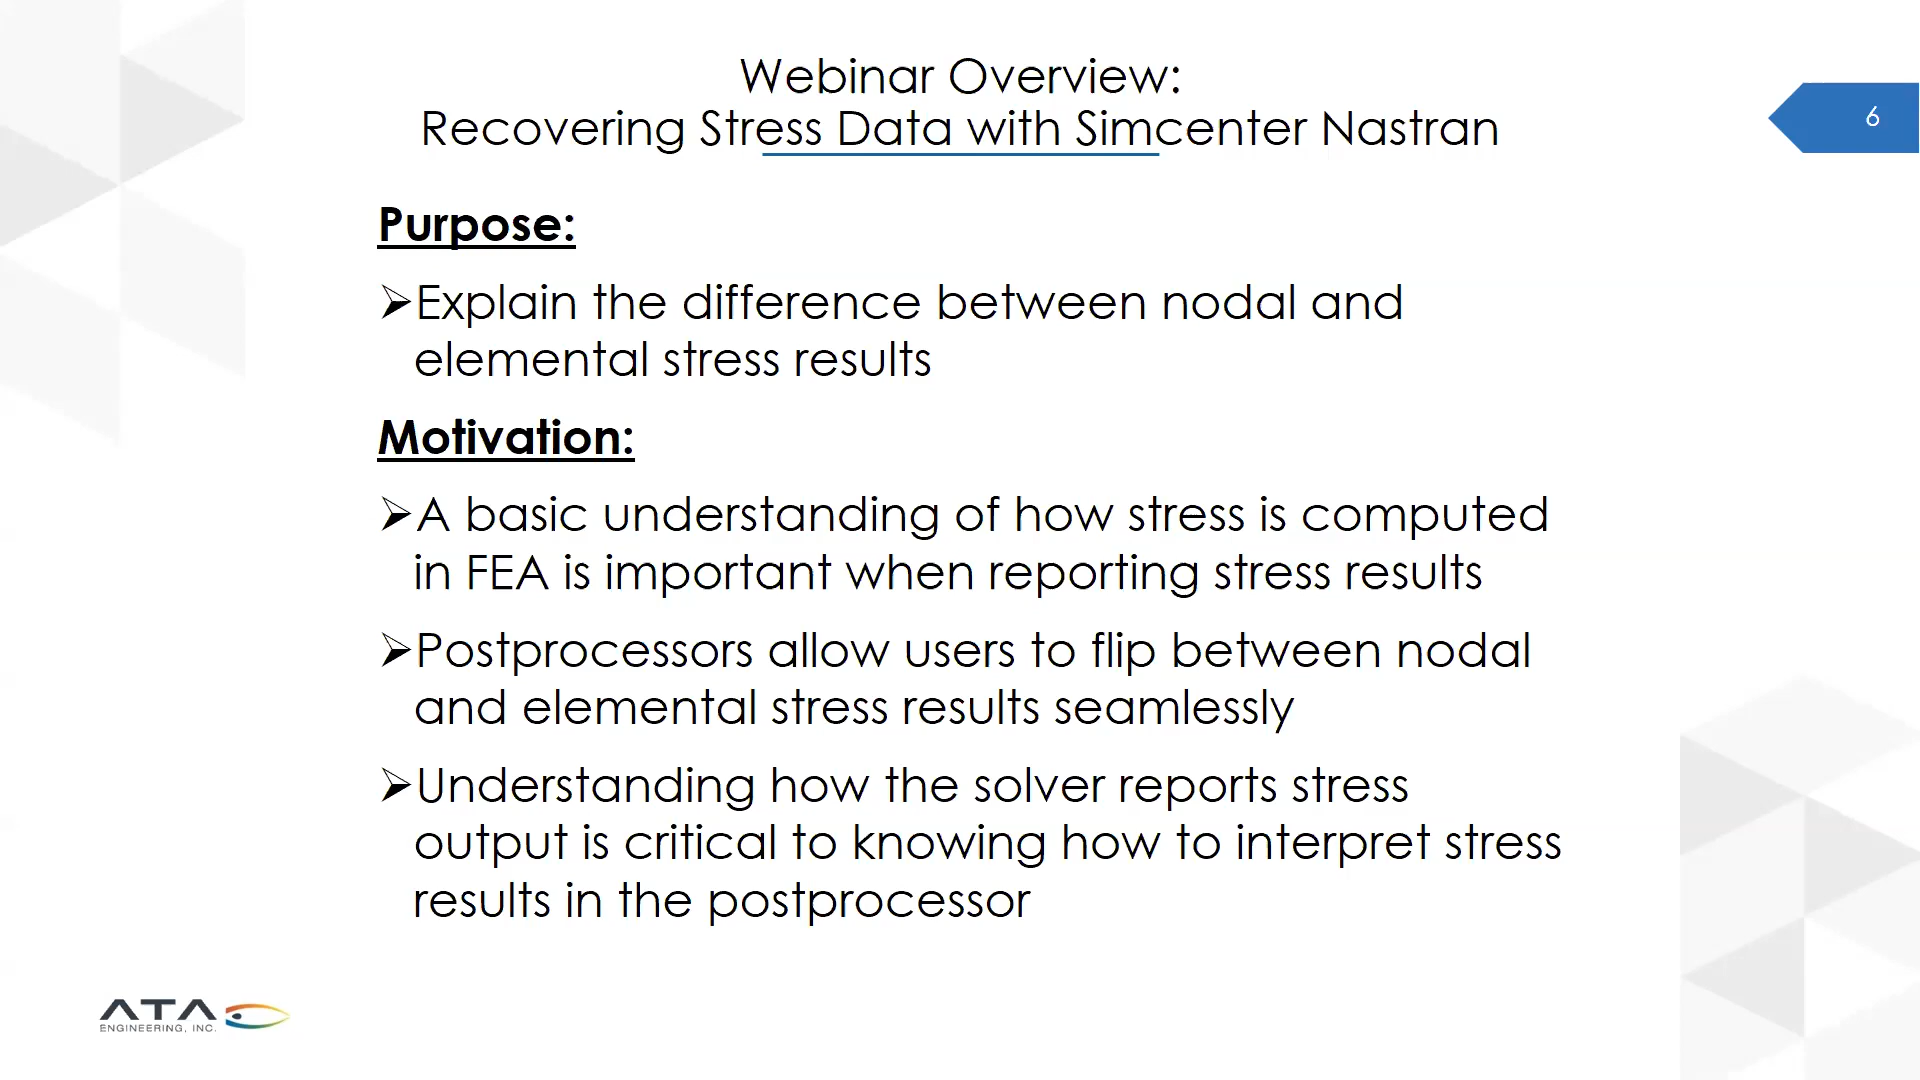 Webinar Overview:
Recovering Stress Data with Simcenter Nastran
6
Purpose:
➢Explain the difference between nodal and
elemental stress results
Motivation:
➢A basic understanding of how stress is computed
in FEA is important when reporting stress results
➢Postprocessors allow users to flip between nodal
and elemental stress results seamlessly
➢Understanding how the solver reports stress
output is critical to knowing how to interpret stress
results in the postprocessor
ATA
ENGINEERING, INC.